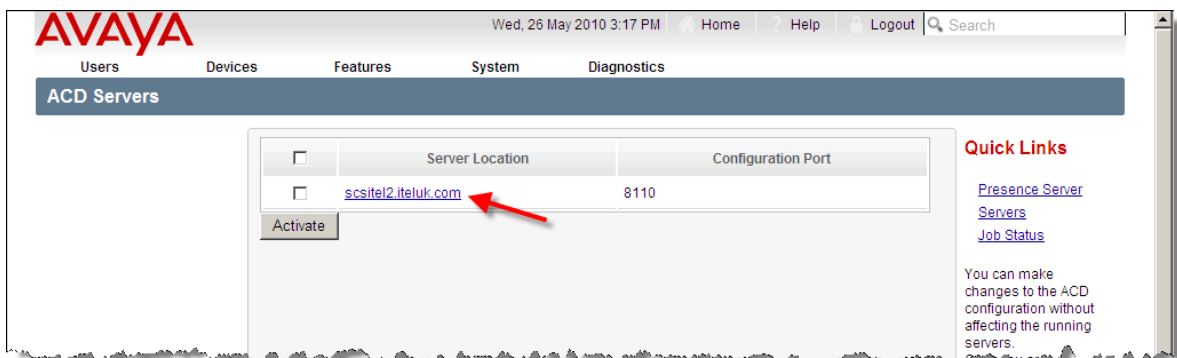 AVAYA
Wed, 26 May 2010 3:17 PM Home ? Help Logout Search
Users Devices Features System Diagnostics
ACD Servers
Server Location Configuration Port
scsitel2.iteluk.com 8110
Activate
Quick Links
Presence Server
Servers
Job Status
You can make
changes to the ACD
configuration without
affecting the running
servers.